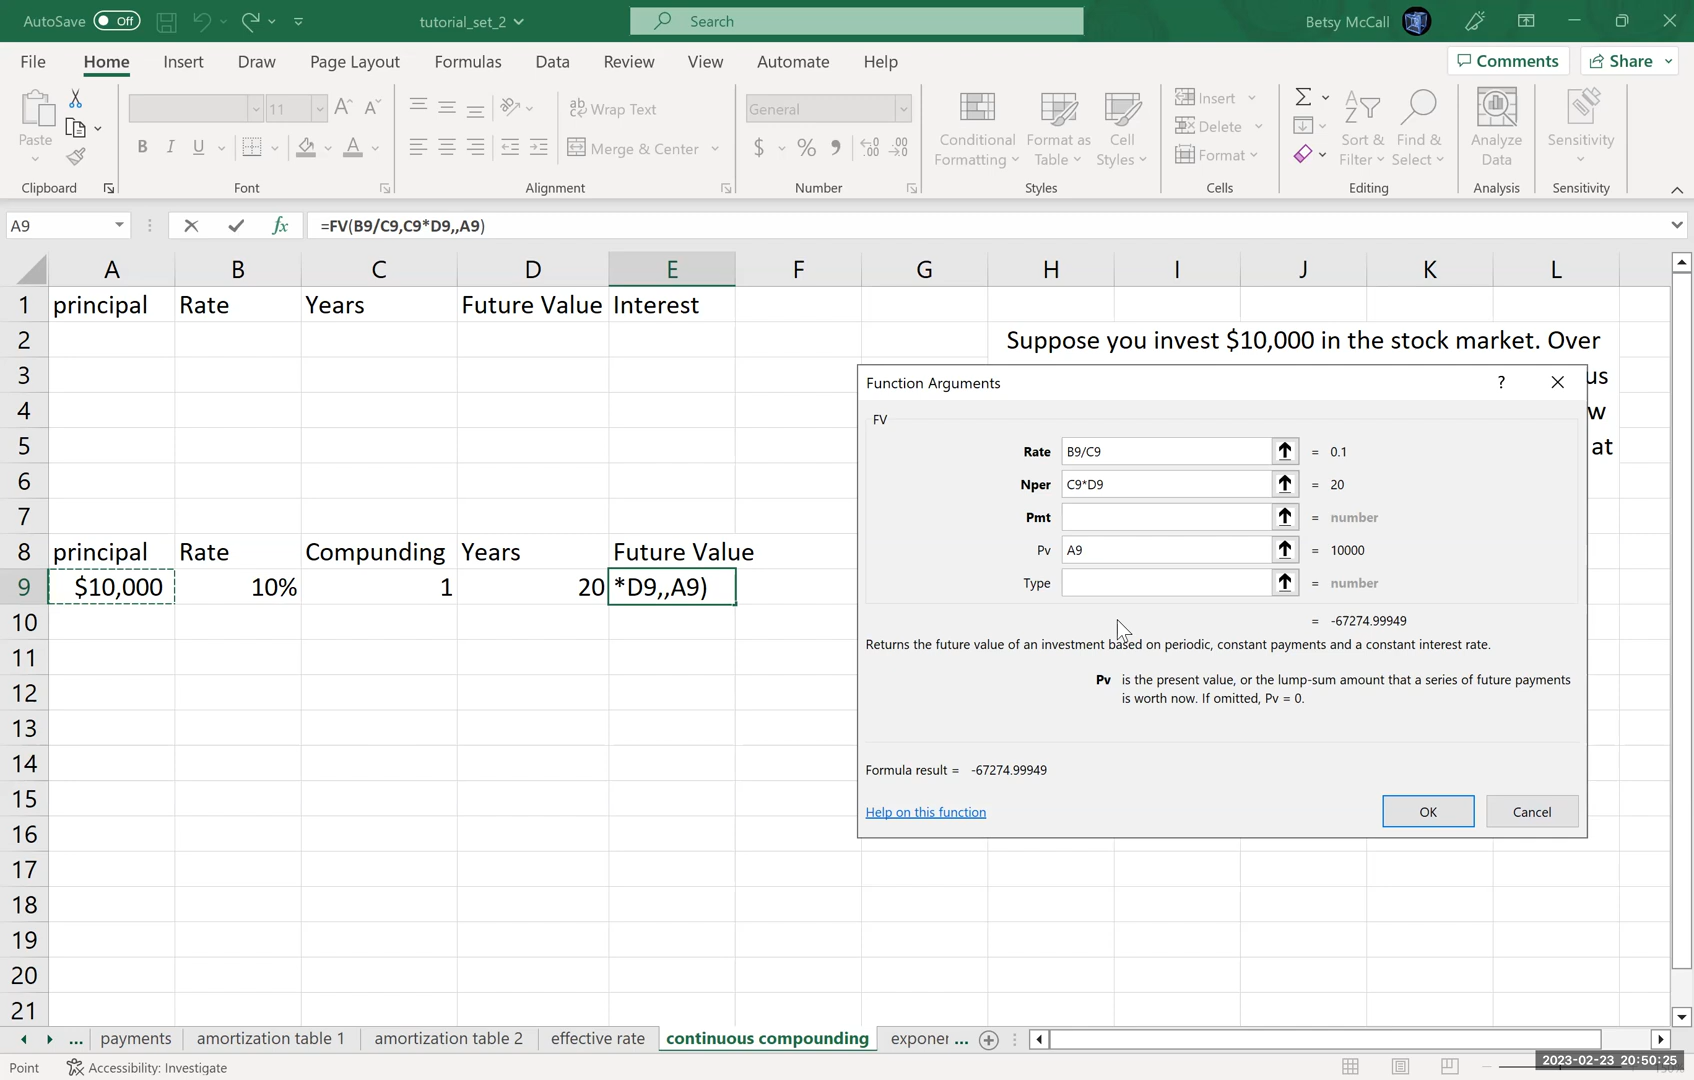 AutoSave Off
tutorial_set_2
Search
Betsy McCall
File Home Insert Draw Page Layout Formulas Data Review View Automate Help
Comments
Share
Paste
Clipboard
11
A A
B I U
A
Font
ab Wrap Text
Merge & Center
Alignment
General
$ % 9
Number
Conditional
Formatting
Format as
Table
Cell
Styles
Styles
Insert
Delete
Format
Cells
Σ
Sort &
Filter
Find &
Select
Editing
Analyze
Data
Analysis
Sensitivity
Sensitivity
A9
fx
=FV(B9/C9,C9*D9,,A9)
A B C D E F G H I J K L
1 principal Rate Years Future Value Interest
2 Suppose you invest $10,000 in the stock market. Over
3 us
4 w
5 at
6
7
8 principal Rate Compunding Years Future Value
9 $10,000 10% 1 20 *D9,,A9)
10
11
12
13
14
15
16
17
18
19
20
21
Function Arguments ?
FV
Rate B9/C9 = 0.1
Nper C9*D9 = 20
Pmt = number
Pv A9 = 10000
Type = number
= -67274.99949
Returns the future value of an investment based on periodic, constant payments and a constant interest rate.
Pv is the present value, or the lump-sum amount that a series of future payments
is worth now. If omitted, Pv = 0.
Formula result = -67274.99949
Help on this function
OK Cancel
... payments amortization table 1 amortization table 2 effective rate continuous compounding exponer ...
Point
Accessibility: Investigate
2023-02-23 20:50:25